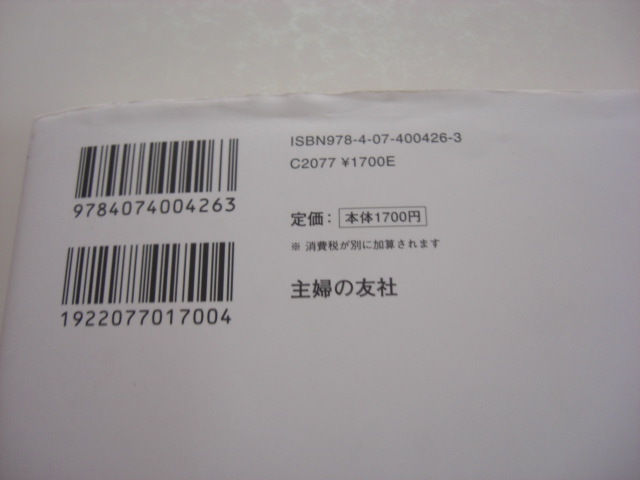 ISBN978-4-07-400426-3
C2077 ¥1700E
9784074004263
定価： 本体1700円
※ 消費税が別に加算されます
主婦の友社
1922077017004